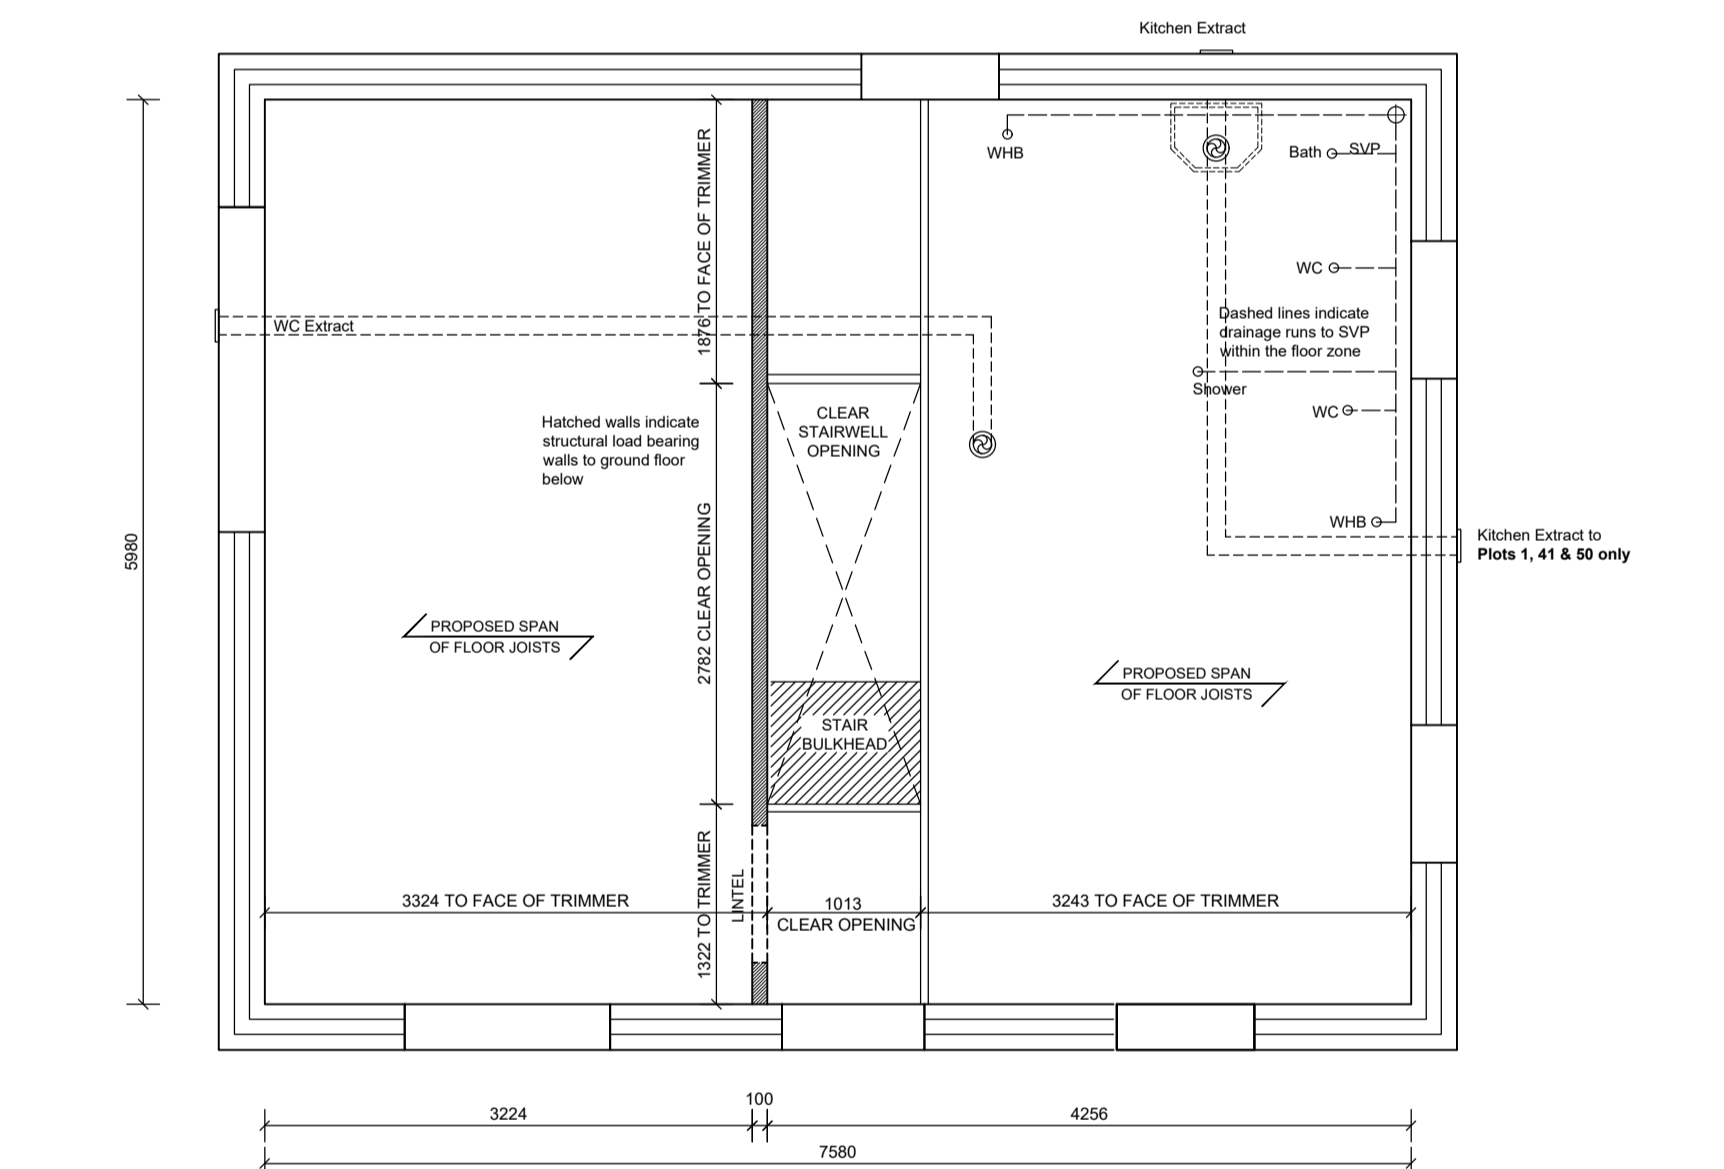 Kitchen Extract
WHB
Bath
SVP
WC
1876 TO FACE OF TRIMMER
WC Extract
Dashed lines indicate
drainage runs to SVP
within the floor zone
Shower
WC
Hatched walls indicate
structural load bearing
walls to ground floor
below
CLEAR
STAIRWELL
OPENING
WHB
Kitchen Extract to
Plots 1, 41 & 50 only
5980
2782 CLEAR OPENING
PROPOSED SPAN
OF FLOOR JOISTS
PROPOSED SPAN
OF FLOOR JOISTS
STAIR
BULKHEAD
1322 TO TRIMMER
LINTEL
3324 TO FACE OF TRIMMER
1013
CLEAR OPENING
3243 TO FACE OF TRIMMER
3224
100
4256
7580